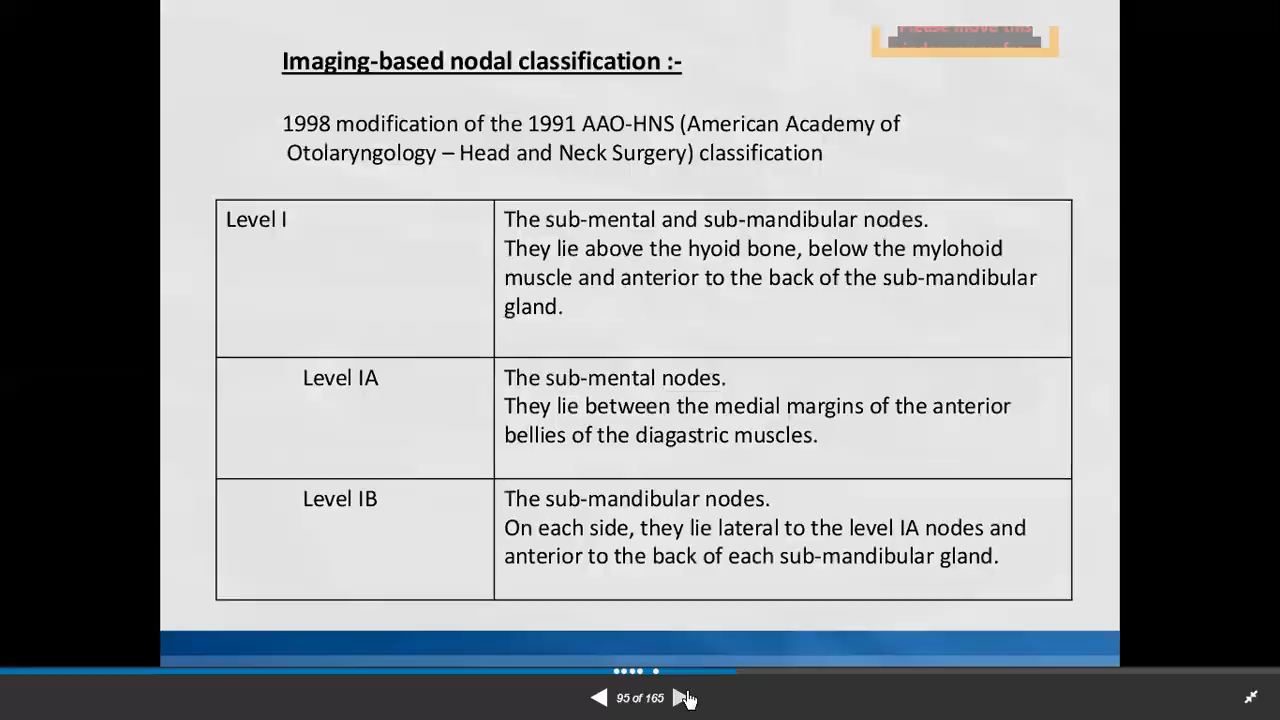 Please move this
Imaging-based nodal classification :-
1998 modification of the 1991 AAO-HNS (American Academy of
Otolaryngology – Head and Neck Surgery) classification
Level I
The sub-mental and sub-mandibular nodes.
They lie above the hyoid bone, below the mylohoid
muscle and anterior to the back of the sub-mandibular
gland.
Level IA
The sub-mental nodes.
They lie between the medial margins of the anterior
bellies of the diagastric muscles.
Level IB
The sub-mandibular nodes.
On each side, they lie lateral to the level IA nodes and
anterior to the back of each sub-mandibular gland.
95 of 165